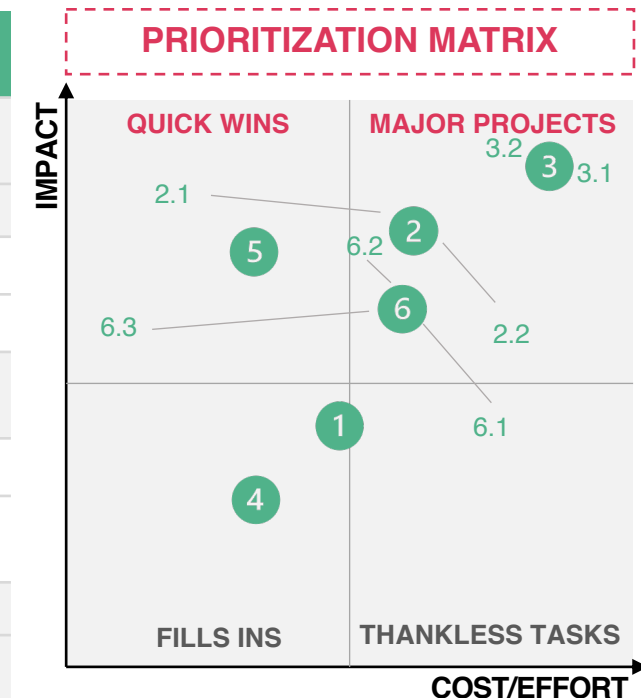 PRIORITIZATION MATRIX
IMPACT
QUICK WINS
MAJOR PROJECTS
3.2
3
3.1
2.1
2
5
6.2
6
6.3
2.2
1
6.1
4
FILLS INS
THANKLESS TASKS
COST/EFFORT